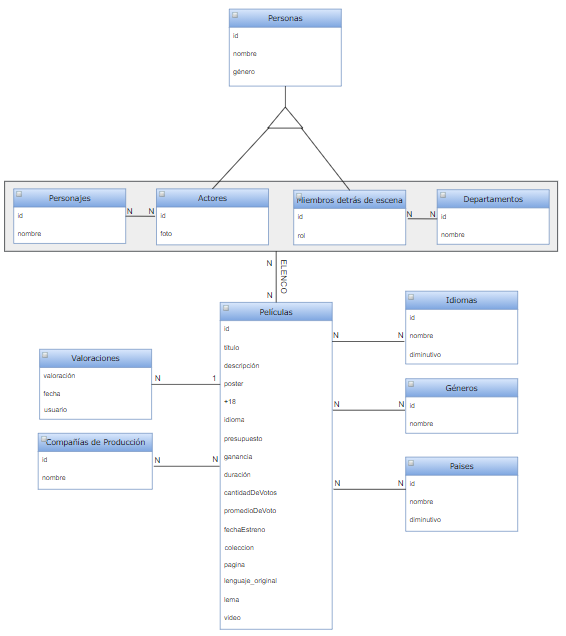 Personas
id
nombre
género
Personajes
id
nombre
N N
Actores
id
foto
Miembros detrás de escena
id
rol
N N
Departamentos
id
nombre
N
ELENCO
N
Películas
id
título
descripción
poster
+18
idioma
presupuesto
ganancia
duración
cantidadDeVotos
promedioDeVoto
fechaEstreno
coleccion
pagina
lenguaje_original
lema
video
Valoraciones
valoración
fecha
usuario
N 1
Compañías de Producción
id
nombre
N N
Idiomas
id
nombre
diminutivo
N N
Géneros
id
nombre
N N
Paises
id
nombre
diminutivo
N N